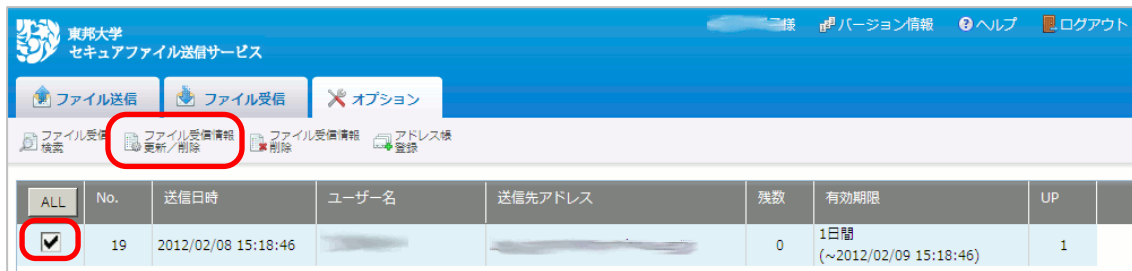 東邦大学
セキュアファイル送信サービス
様 バージョン情報 ヘルプ ログアウト
ファイル送信 ファイル受信 オプション
ファイル受信 検索
ファイル受信情報 更新／削除
ファイル受信情報 削除
アドレス帳 登録
ALL No. 送信日時 ユーザー名 送信先アドレス 残数 有効期限 UP
19 2012/02/08 15:18:46 0 1日間 1
(~2012/02/09 15:18:46)